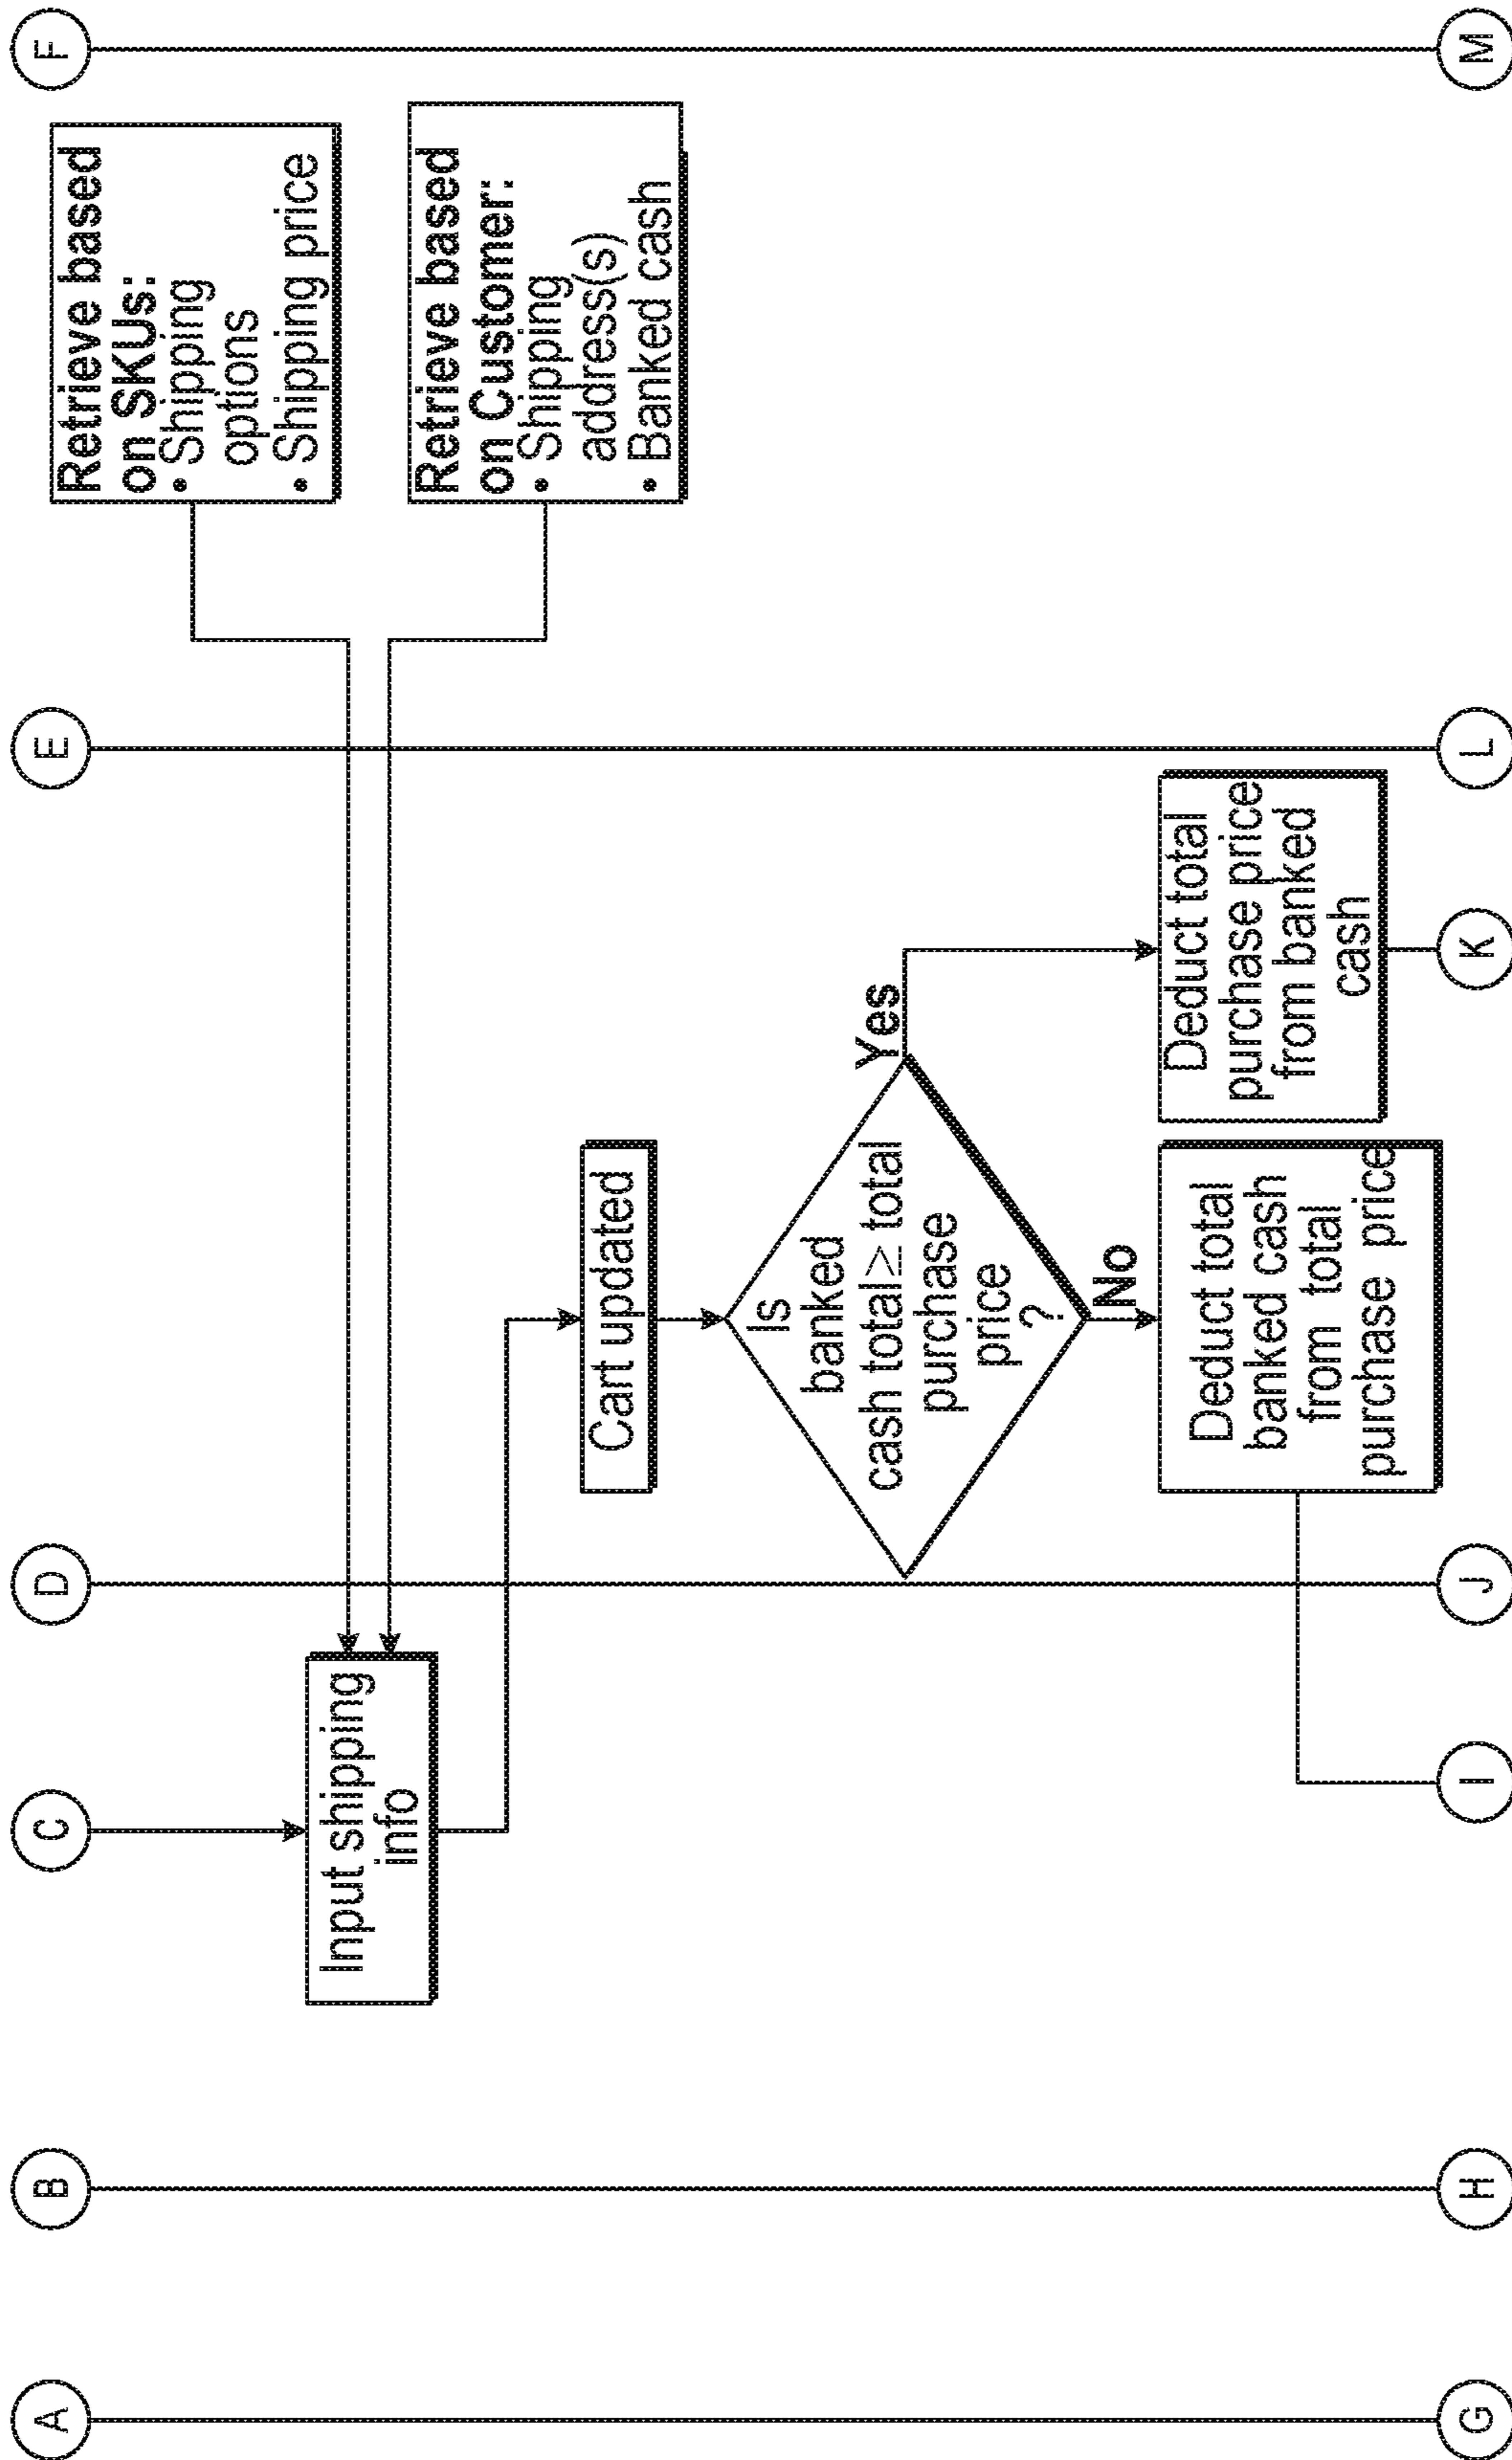 A
B
C
D
E
F
Retrieve based
on SKUs:
• Shipping
options
• Shipping price
Input shipping
info
Retrieve based
on Customer:
• Shipping
address(s)
• Banked cash
Cart updated
Is
banked
cash total≥ total
purchase
price
?
Yes
No
Deduct total
banked cash
from total
purchase price
Deduct total
purchase price
from banked
cash
G
H
I
J
K
L
M